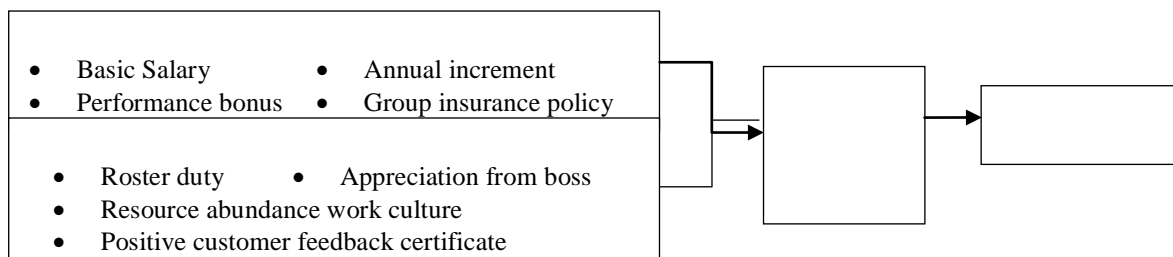 • Basic Salary • Annual increment
• Performance bonus • Group insurance policy
• Roster duty • Appreciation from boss
• Resource abundance work culture
• Positive customer feedback certificate